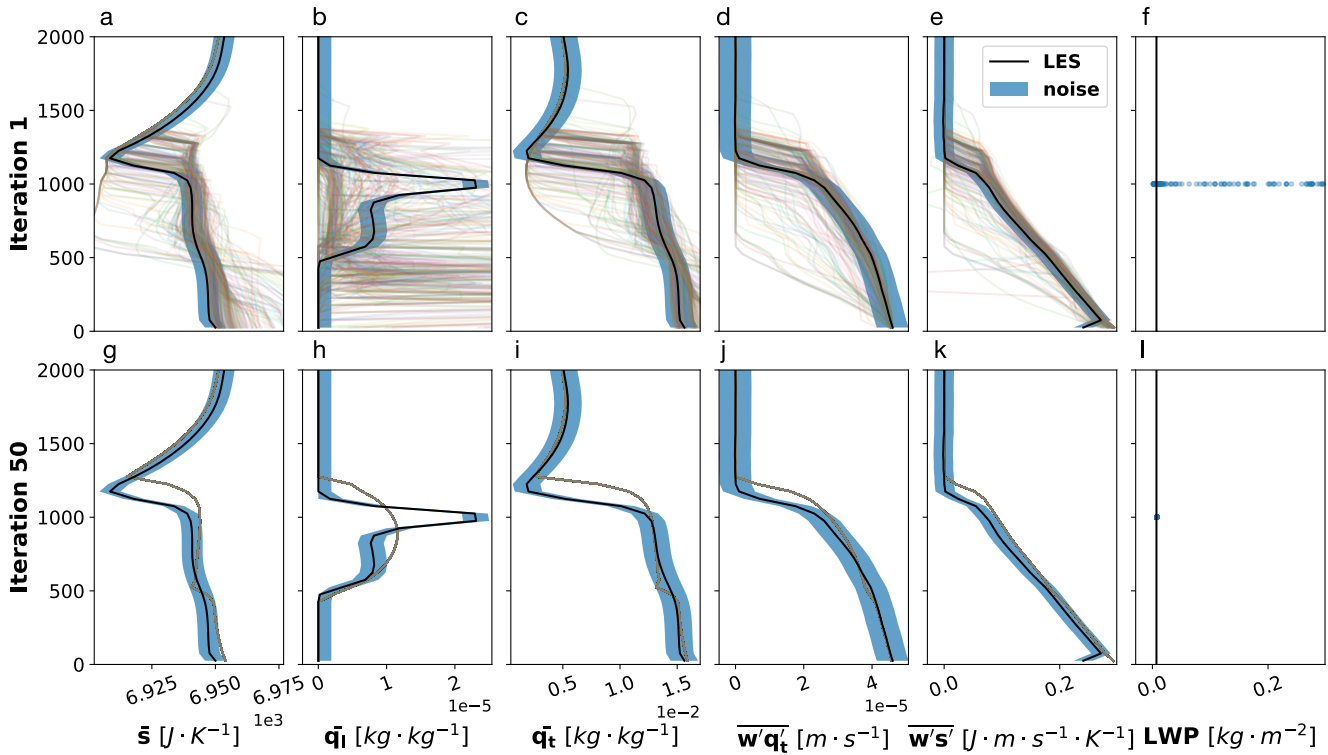 a b c d e f
2000
1500
1000
500
0
Iteration 1
LES
noise
g h i j k l
2000
1500
1000
500
0
Iteration 50
6.925 6.950 6.975 0 1 2 0.5 1.0 1.5 0 2 4 0.0 0.2 0.0 0.2
1e3 1e−5 1e−2 1e−5
s̄ [J · K⁻¹] q̄ₗ [kg · kg⁻¹] q̄ₜ [kg · kg⁻¹] w′q′ₜ [m · s⁻¹] w′s′ [J · m · s⁻¹ · K⁻¹] LWP [kg · m⁻²]